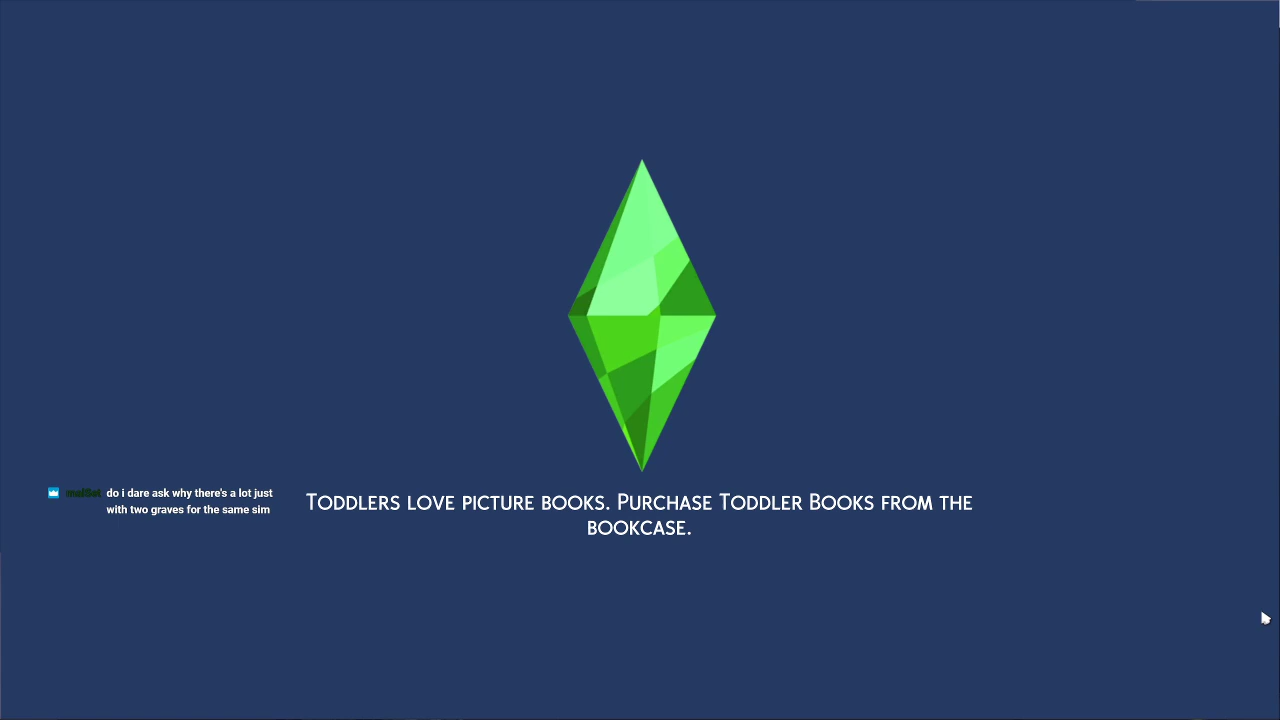 do i dare ask why there's a lot just
with two graves for the same sim
Toddlers love picture books. Purchase Toddler Books from the
bookcase.